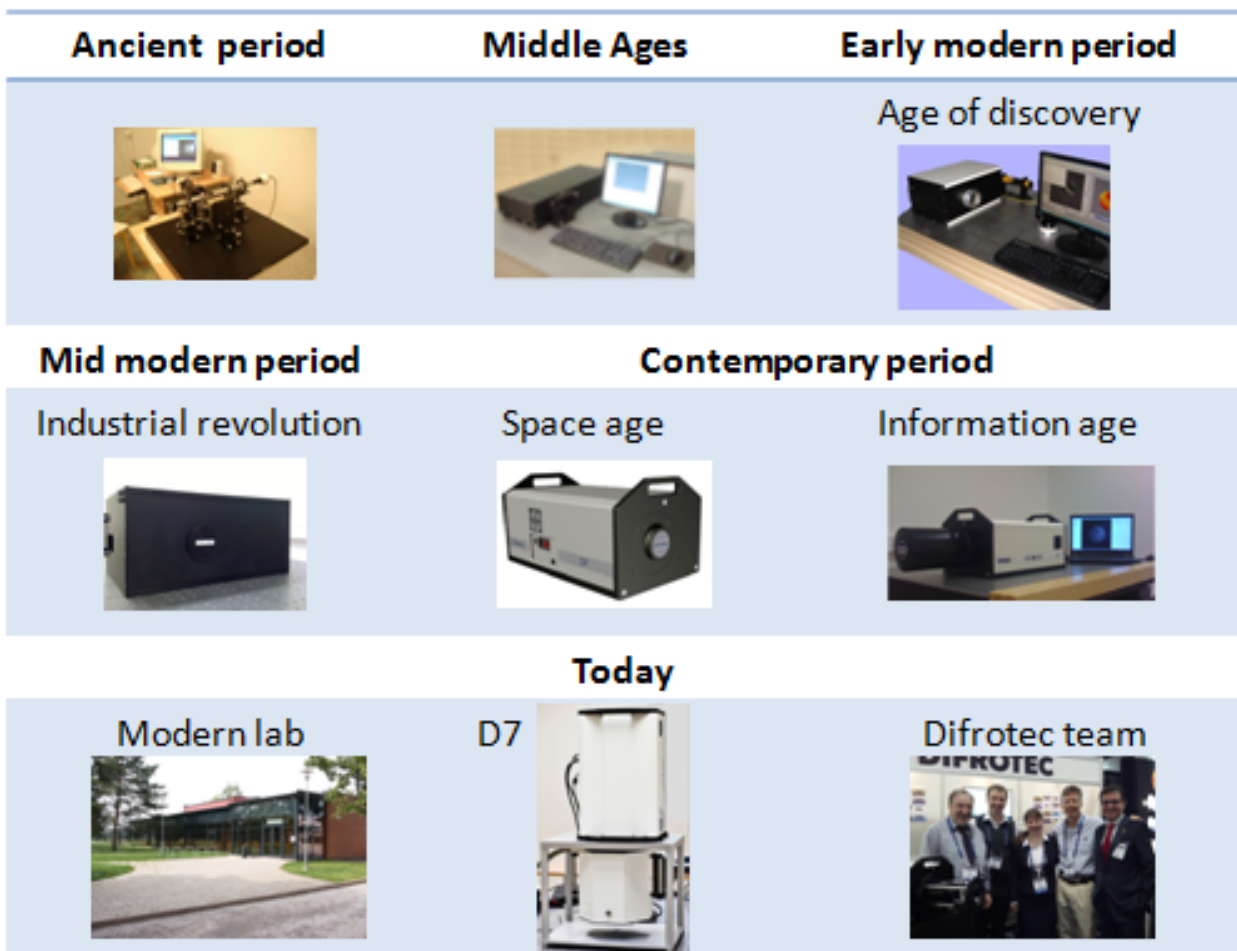 Ancient period
Middle Ages
Early modern period
Age of discovery
Mid modern period
Contemporary period
Industrial revolution
Space age
Information age
Today
Modern lab
D7
Difrotec team
DIFROTEC